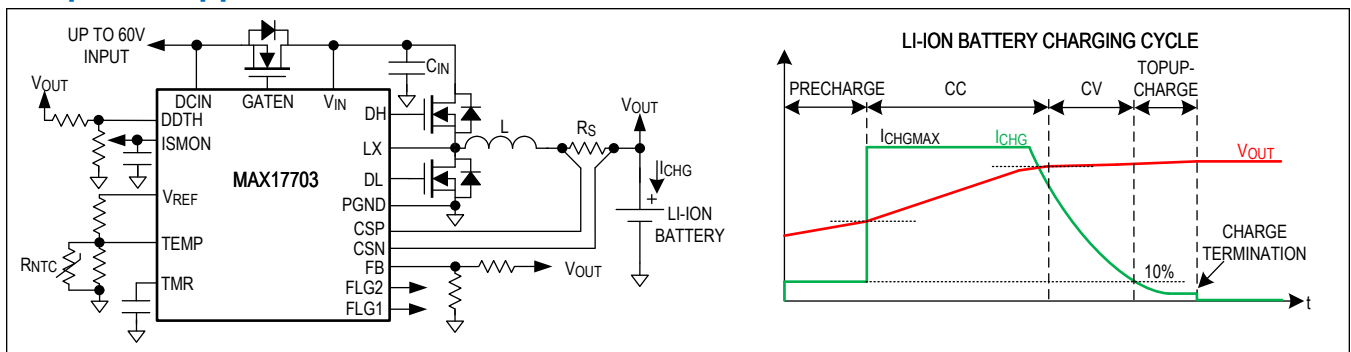 UP TO 60V
INPUT
VOUT
CIN
DCIN
GATEN
VIN
DDTH
ISMON
VREF
TEMP
RNTC
TMR
MAX17703
DH
LX
DL
PGND
CSP
CSN
FB
FLG2
FLG1
L
RS
VOUT
ICHG
+
LI-ION
BATTERY
VOUT
LI-ION BATTERY CHARGING CYCLE
PRECHARGE
CC
CV
TOPUP-
CHARGE
ICHGMAX
ICHG
VOUT
10%
CHARGE
TERMINATION
t